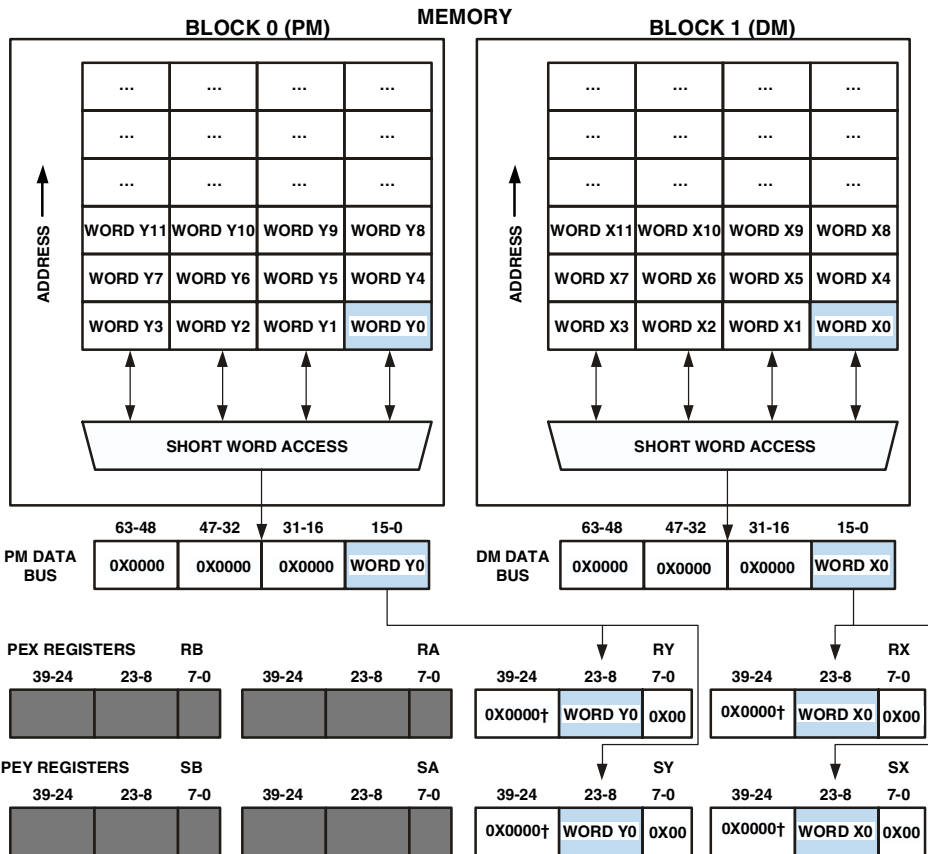 MEMORY
BLOCK 0 (PM) BLOCK 1 (DM)
... ... ... ... ... ... ... ...
... ... ... ... ... ... ... ...
... ... ... ... ... ... ... ...
ADDRESS ADDRESS
WORD Y11 WORD Y10 WORD Y9 WORD Y8 WORD X11 WORD X10 WORD X9 WORD X8
WORD Y7 WORD Y6 WORD Y5 WORD Y4 WORD X7 WORD X6 WORD X5 WORD X4
WORD Y3 WORD Y2 WORD Y1 WORD Y0 WORD X3 WORD X2 WORD X1 WORD X0
SHORT WORD ACCESS SHORT WORD ACCESS
63-48 47-32 31-16 15-0 63-48 47-32 31-16 15-0
PM DATA BUS 0X0000 0X0000 0X0000 WORD Y0 DM DATA BUS 0X0000 0X0000 0X0000 WORD X0
PEX REGISTERS RB RA RY RX
39-24 23-8 7-0 39-24 23-8 7-0 39-24 23-8 7-0 39-24 23-8 7-0
0X0000† WORD Y0 0X00 0X0000† WORD X0 0X00
PEY REGISTERS SB SA SY SX
39-24 23-8 7-0 39-24 23-8 7-0 39-24 23-8 7-0 39-24 23-8 7-0
0X0000† WORD Y0 0X00 0X0000† WORD X0 0X00